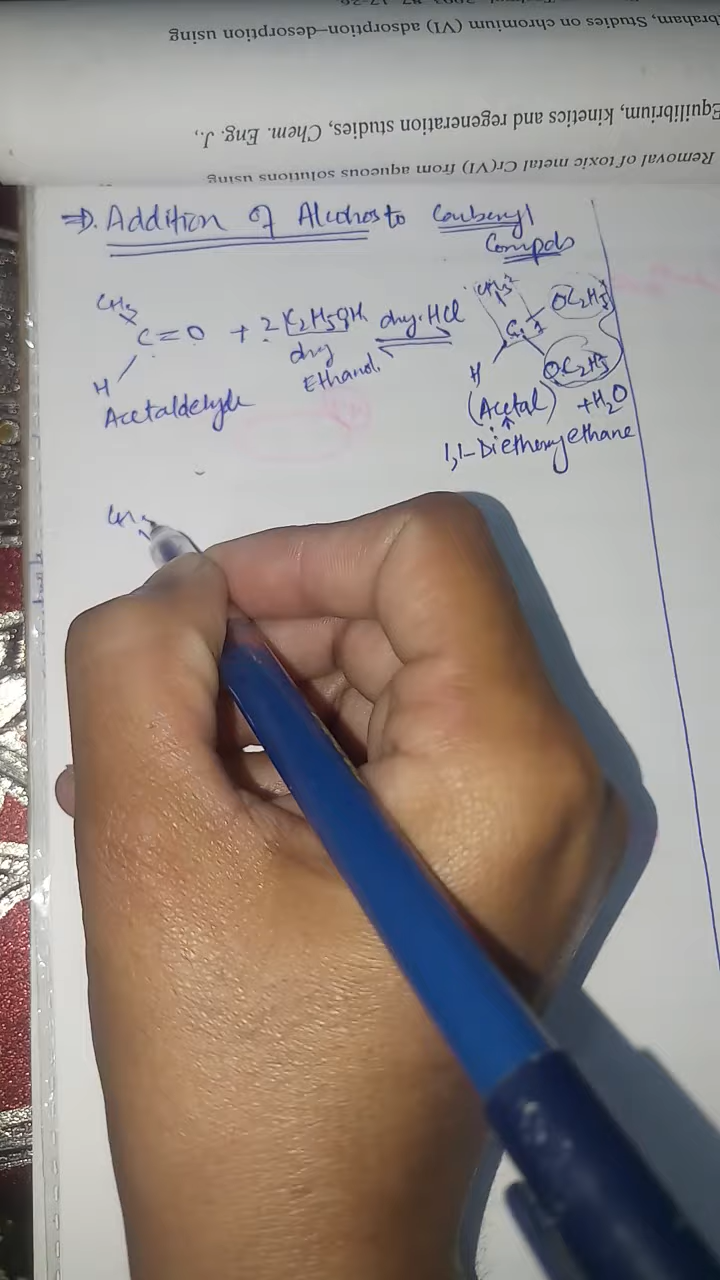 braham, Studies on chromium (VI) adsorption–desorption using
Equilibrium, kinetics and regeneration studies, Chem. Eng. J.,
Removal of toxic metal Cr(VI) from aqueous solutions using
⇒. Addition of Alcohos to Conbenyl
Compds
CH3
C=O + 2 C2H5OH dry.HCl
dry
Ethanol.
H
Acetaldehyde
CH3
C
OC2H5
OC2H5
H
(Acetal) + H2O
1,1-Diethoxyethane
CH3